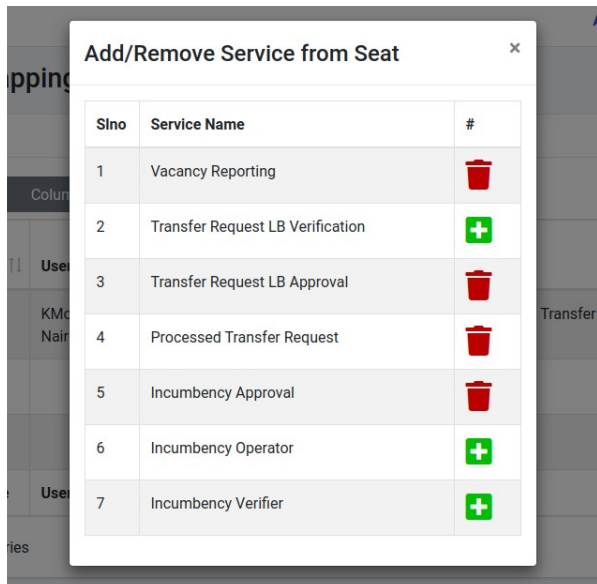 Add/Remove Service from Seat ×
pping
Slno Service Name #
1 Vacancy Reporting
Colum
2 Transfer Request LB Verification
User
3 Transfer Request LB Approval
KMo Transfer
Nair
4 Processed Transfer Request
5 Incumbency Approval
6 Incumbency Operator
User
7 Incumbency Verifier
ries